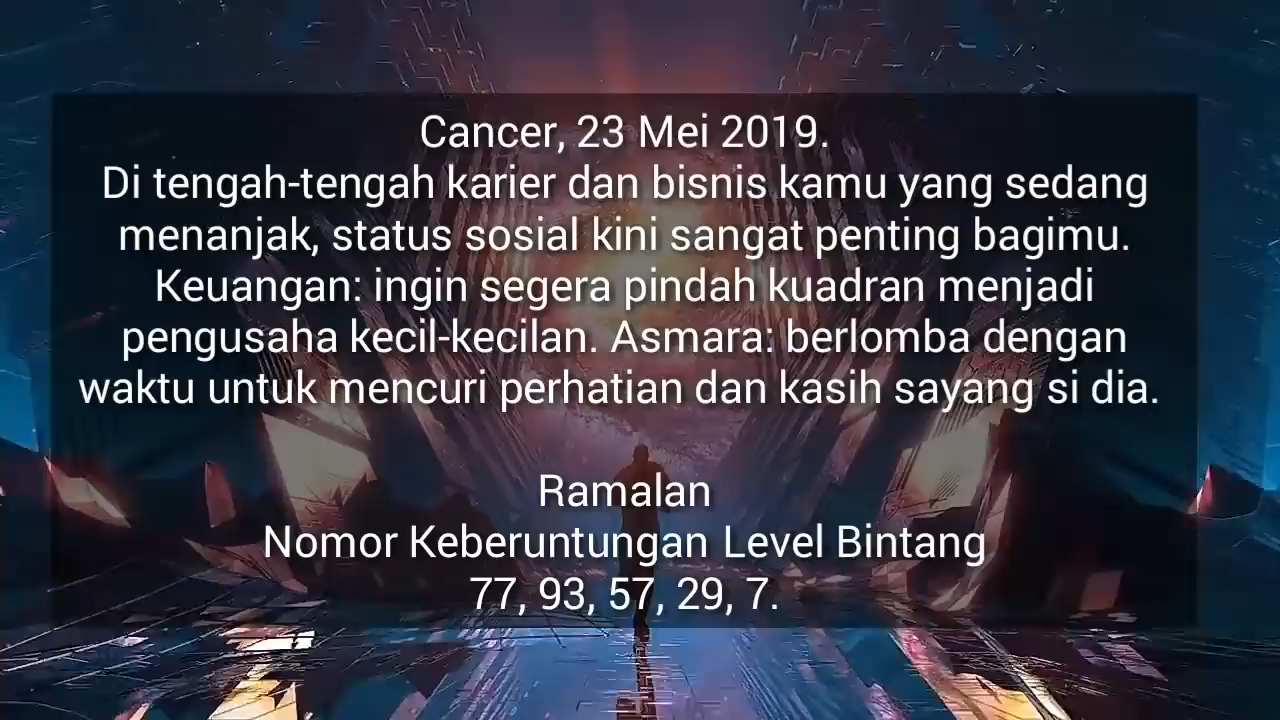 Cancer, 23 Mei 2019.
Di tengah-tengah karier dan bisnis kamu yang sedang
menanjak, status sosial kini sangat penting bagimu.
Keuangan: ingin segera pindah kuadran menjadi
pengusaha kecil-kecilan. Asmara: berlomba dengan
waktu untuk mencuri perhatian dan kasih sayang si dia.
Ramalan
Nomor Keberuntungan Level Bintang
77, 93, 57, 29, 7.